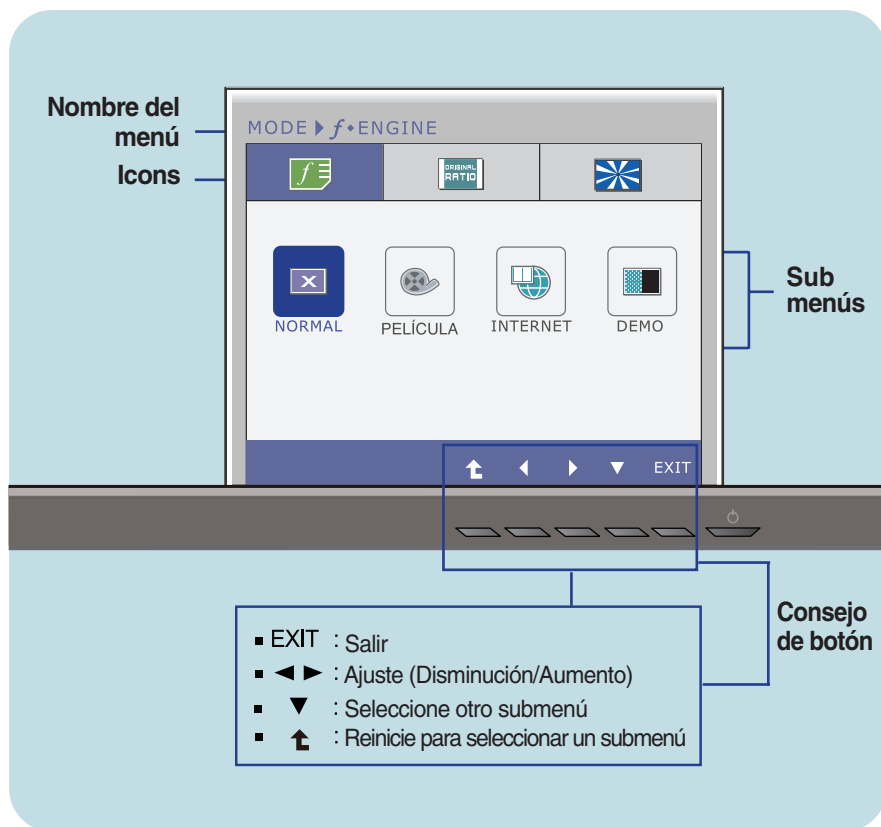 Nombre del
menú
Icons
MODE ƒ ENGINE
f
ORIGINAL
RATIO
NORMAL
PELÍCULA
INTERNET
DEMO
Sub
menús
EXIT
Consejo
de botón
EXIT : Salir
◄ ► : Ajuste (Disminución/Aumento)
▼ : Seleccione otro submenú
: Reinicie para seleccionar un submenú